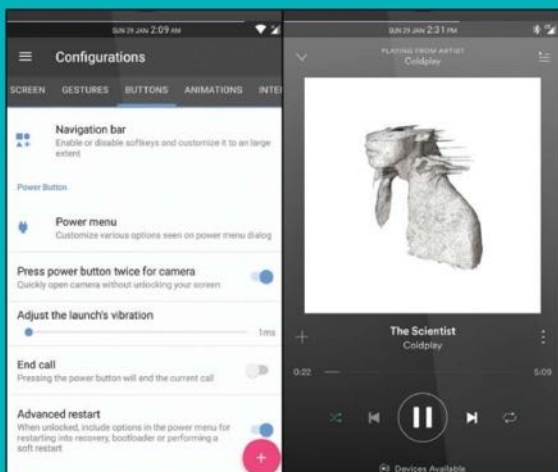 SUN 29 JAN 2:09 AM
Configurations
SCREEN GESTURES BUTTONS ANIMATIONS INTE
Navigation bar
Enable or disable softkeys and customize it to an large
extent
Power Button
Power menu
Customize various options seen on power menu dialog
Press power button twice for camera
Quickly open camera without unlocking your screen
Adjust the launch's vibration
1ms
End call
Pressing the power button will end the current call
Advanced restart
When unlocked, include options in the power menu for
restarting into recovery, bootloader or performing a
soft restart
+
SUN 29 JAN 2:31 PM
PLAYING FROM ARTIST
Coldplay
The Scientist
Coldplay
0:22
5:09
Devices Available